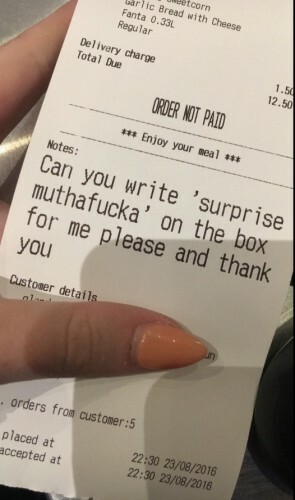 Sweetcorn
Garlic Bread with Cheese
Fanta 0.33L
Regular
Delivery charge 1.50
Total Due 12.50
ORDER NOT PAID
*** Enjoy your meal ***
Notes:
Can you write 'surprise
muthafucka' on the box
for me please and thank
you
Customer details
. orders from customer:5
placed at 22:30 23/08/2016
accepted at 22:30 23/08/2016